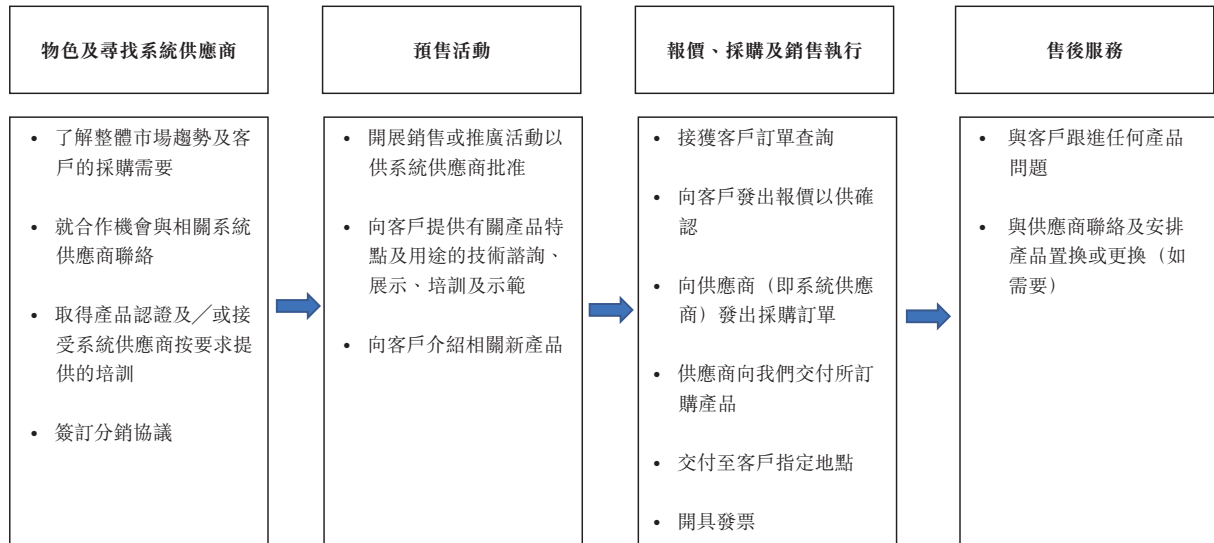 物色及尋找系統供應商
• 了解整體市場趨勢及客
戶的採購需要
• 就合作機會與相關系統
供應商聯絡
• 取得產品認證及╱或接
受系統供應商按要求提
供的培訓
• 簽訂分銷協議
預售活動
• 開展銷售或推廣活動以
供系統供應商批准
• 向客戶提供有關產品特
點及用途的技術諮詢、
展示、培訓及示範
• 向客戶介紹相關新產品
報價、採購及銷售執行
• 接獲客戶訂單查詢
• 向客戶發出報價以供確
認
• 向供應商（即系統供應
商）發出採購訂單
• 供應商向我們交付所訂
購產品
• 交付至客戶指定地點
• 開具發票
售後服務
• 與客戶跟進任何產品
問題
• 與供應商聯絡及安排
產品置換或更換（如
需要）